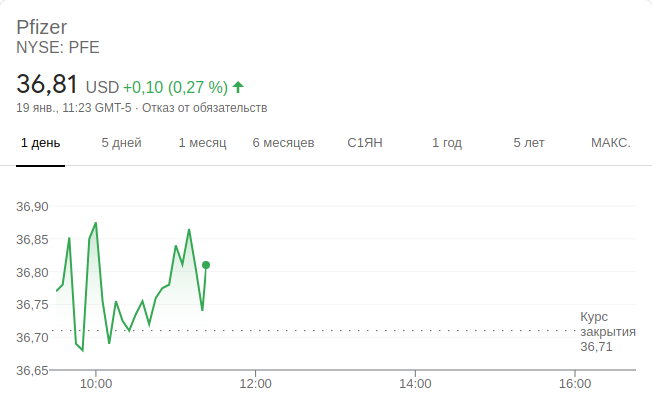 Pfizer
NYSE: PFE
36,81 USD +0,10 (0,27 %)
19 янв., 11:23 GMT-5 · Отказ от обязательств
1 день 5 дней 1 месяц 6 месяцев С1ЯН 1 год 5 лет МАКС.
36,90
36,85
36,80
36,75
36,70
36,65
Курс
закрытия
36,71
10:00 12:00 14:00 16:00